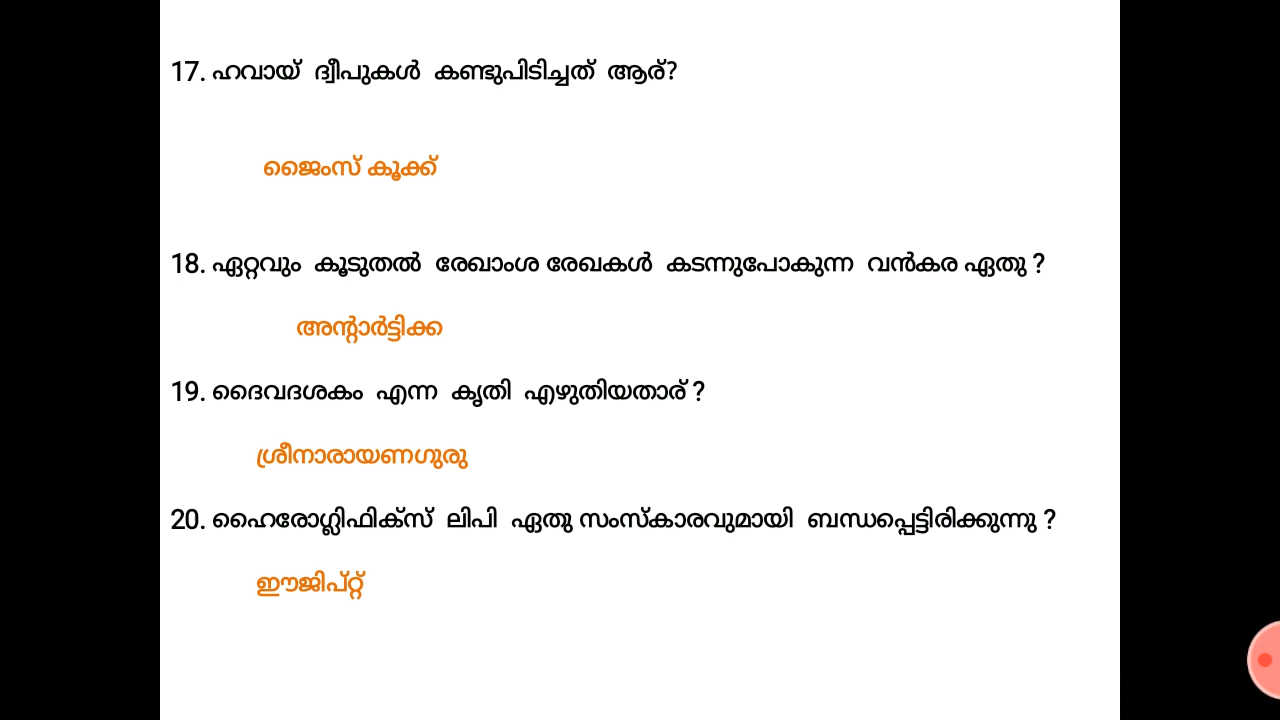 17. ഹവായ് ദ്വീപുകൾ കണ്ടുപിടിച്ചത് ആര്?
ജൈംസ് കൂക്ക്
18. ഏറ്റവും കൂടുതൽ രേഖാംശ രേഖകൾ കടന്നുപോകുന്ന വൻകര ഏതു ?
അന്റാർട്ടിക്ക
19. ദൈവദശകം എന്ന കൃതി എഴുതിയതാര് ?
ശ്രീനാരായണഗുരു
20. ഹൈരോഗ്ലിഫിക്സ് ലിപി ഏതു സംസ്കാരവുമായി ബന്ധപ്പെട്ടിരിക്കുന്നു ?
ഈജിപ്റ്റ്